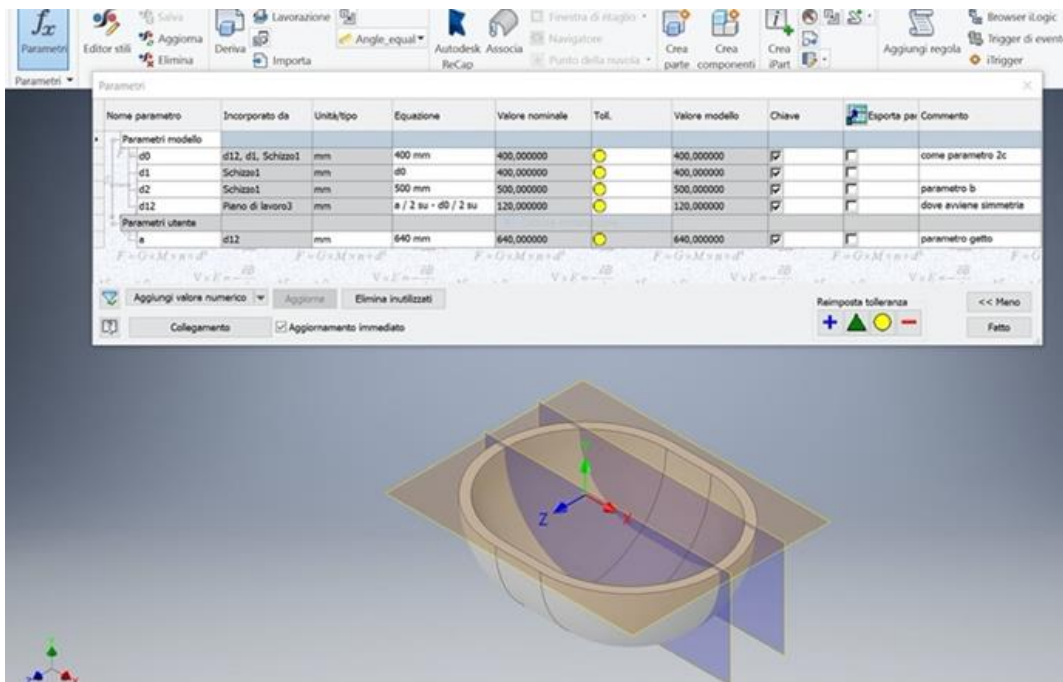 fx
Salva
Lavorazione
Finestra di ritaglio
Browser iLogic
Parametri
Editor stili
Aggiorna
Deriva
Angle_equal
Autodesk ReCap
Associa
Navigatore
Crea parte
Crea componenti
Crea iPart
Aggiungi regola
Trigger di event
Elimina
Importa
Punto della nuvola
iTrigger
Parametri
Parametri
Nome parametro Incorporato da Unità/tipo Equazione Valore nominale Toll. Valore modello Chiave Esporta par Commento
Parametri modello
d0 d12, d1, Schizzo1 mm 400 mm 400,000000 400,000000 come parametro 2c
d1 Schizzo1 mm d0 400,000000 400,000000
d2 Schizzo1 mm 500 mm 500,000000 500,000000 parametro b
d12 Piano di lavoro3 mm a / 2 su - d0 / 2 su 120,000000 120,000000 dove avviene simmetria
Parametri utente
a d12 mm 640 mm 640,000000 640,000000 parametro getto
Aggiungi valore numerico Aggiorna Elimina inutilizzati Reimposta tolleranza << Meno
Collegamento Aggiornamento immediato Fatto
Y
Z X